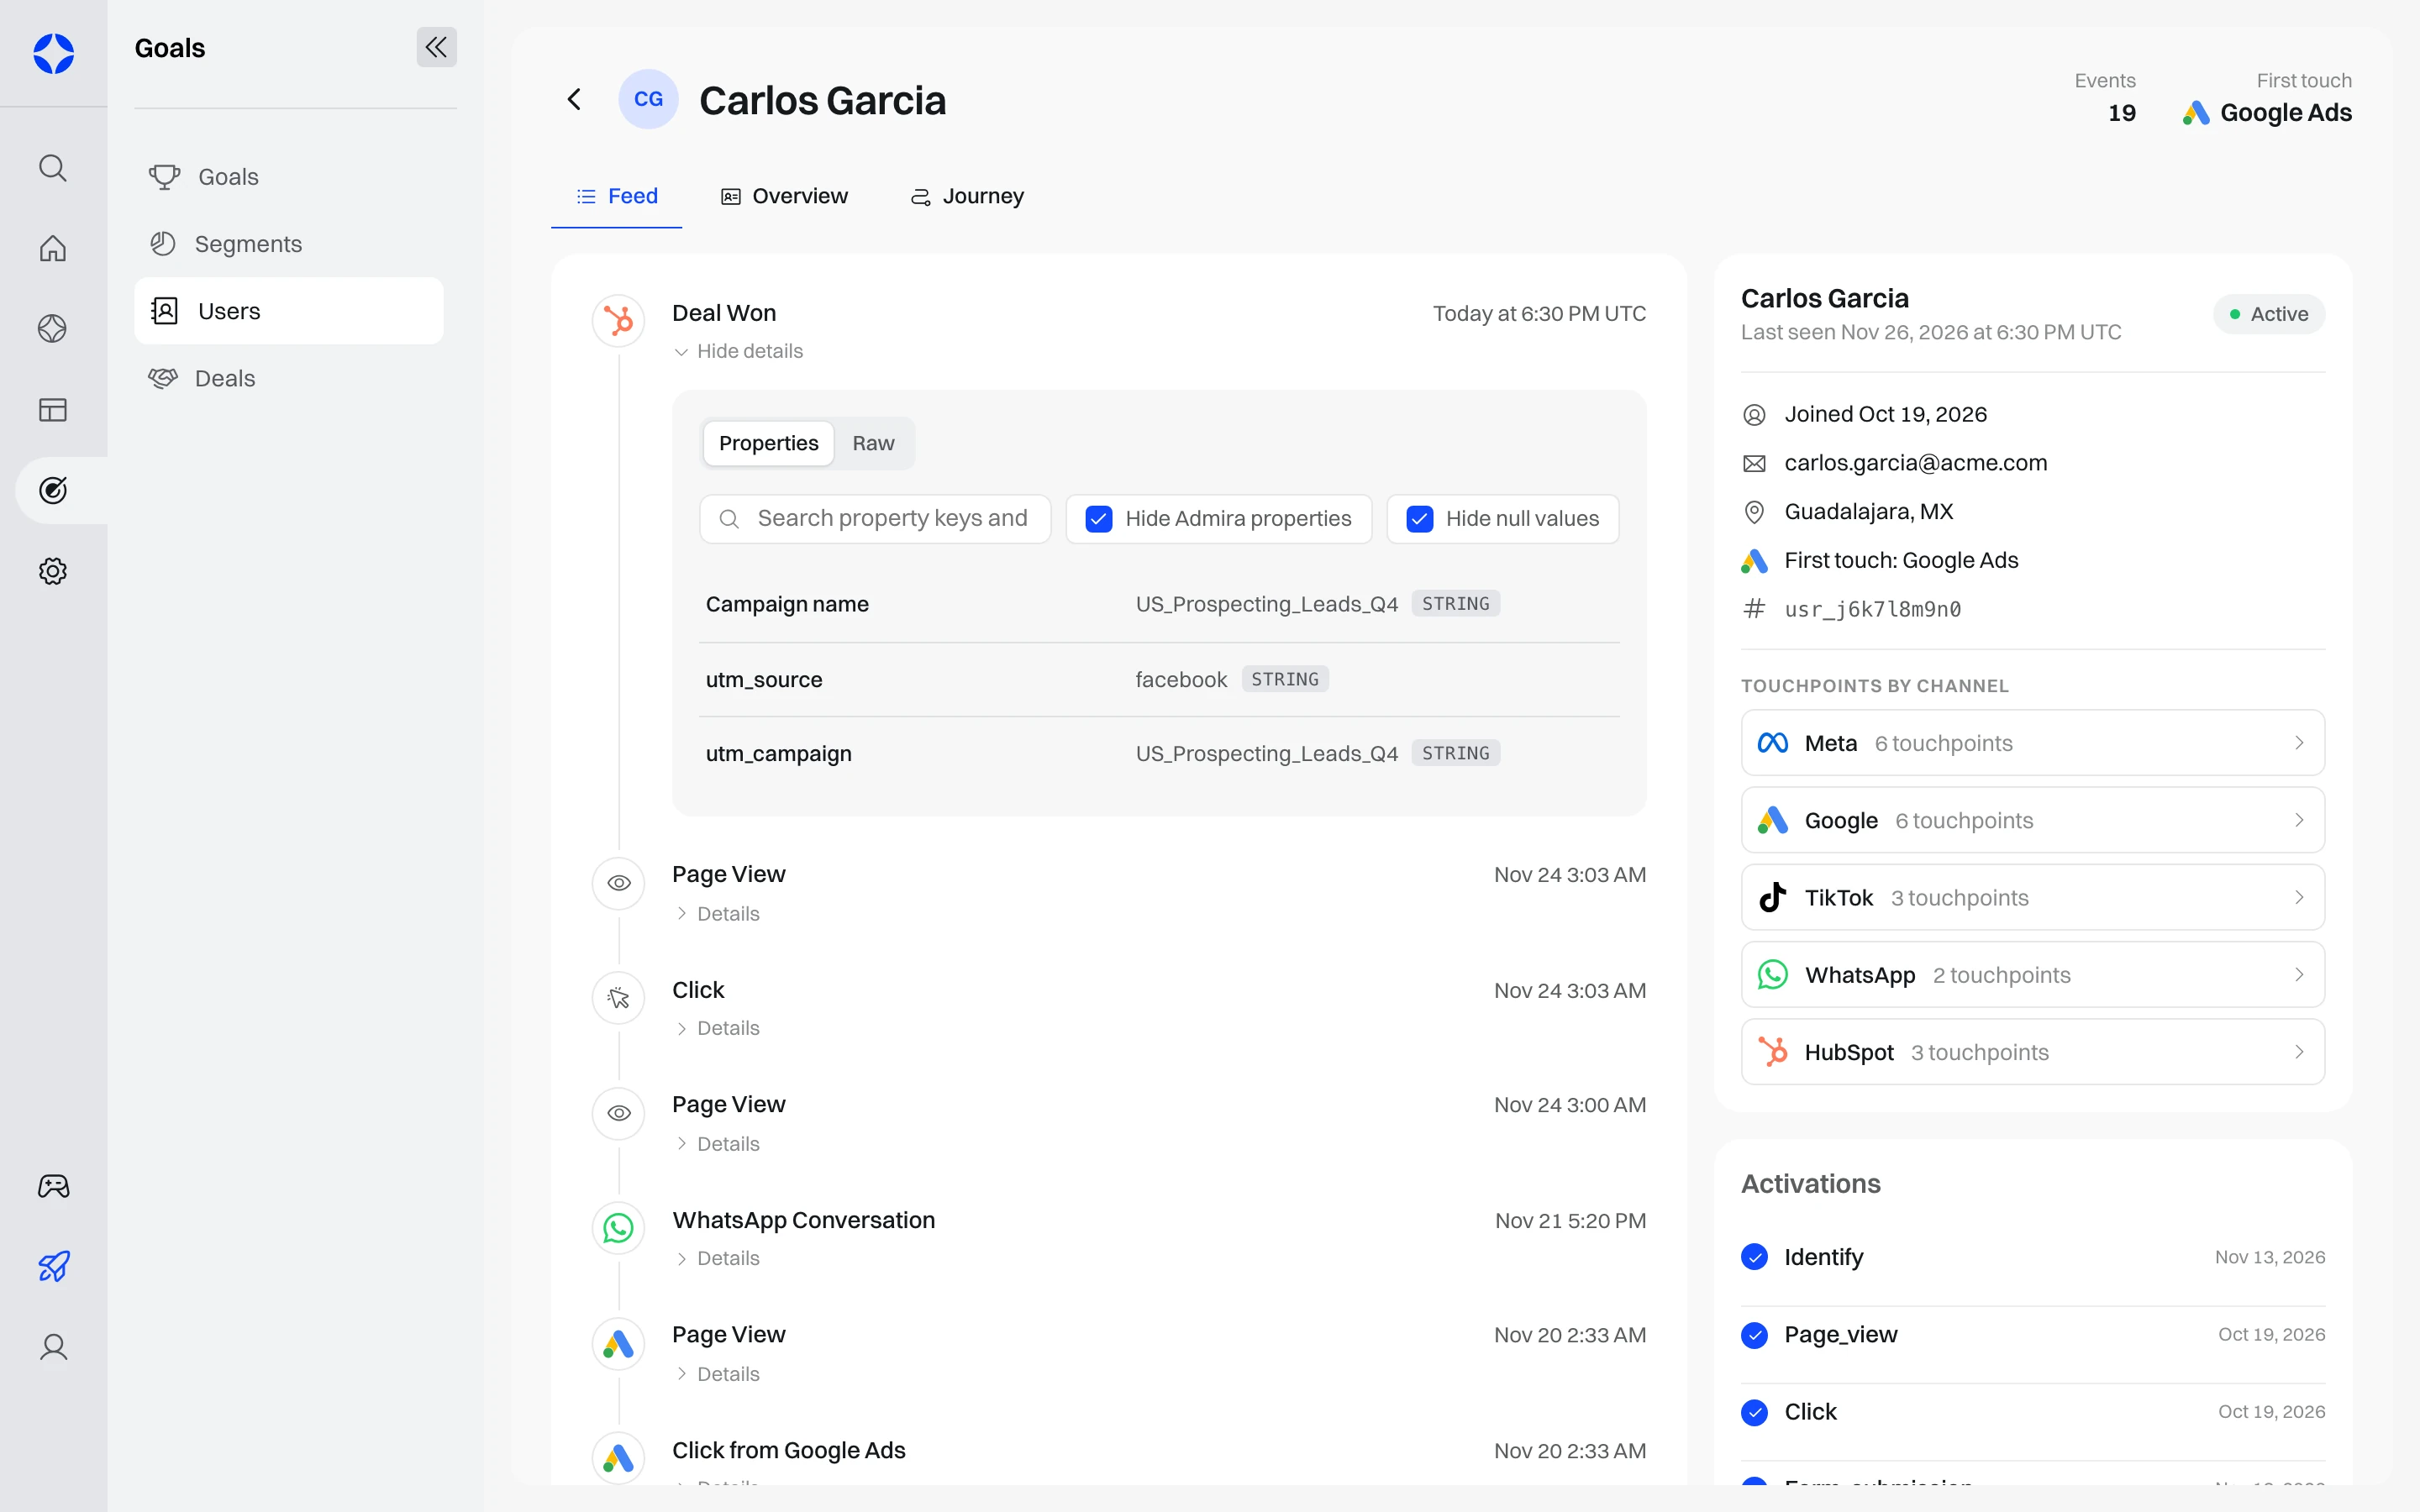 Goals
Goals
Segments
Users
Deals
CG
Carlos Garcia
Events
19
First touch
Google Ads
Feed
Overview
Journey
Deal Won
Today at 6:30 PM UTC
Hide details
Properties
Raw
Search property keys and
Hide Admira properties
Hide null values
Campaign name
US_Prospecting_Leads_Q4
STRING
utm_source
facebook
STRING
utm_campaign
US_Prospecting_Leads_Q4
STRING
Page View
Nov 24 3:03 AM
Details
Click
Nov 24 3:03 AM
Details
Page View
Nov 24 3:00 AM
Details
WhatsApp Conversation
Nov 21 5:20 PM
Details
Page View
Nov 20 2:33 AM
Details
Click from Google Ads
Nov 20 2:33 AM
Carlos Garcia
Last seen Nov 26, 2026 at 6:30 PM UTC
Active
Joined Oct 19, 2026
carlos.garcia@acme.com
Guadalajara, MX
First touch: Google Ads
usr_j6k7l8m9n0
TOUCHPOINTS BY CHANNEL
Meta 6 touchpoints
Google 6 touchpoints
TikTok 3 touchpoints
WhatsApp 2 touchpoints
HubSpot 3 touchpoints
Activations
Identify
Nov 13, 2026
Page_view
Oct 19, 2026
Click
Oct 19, 2026